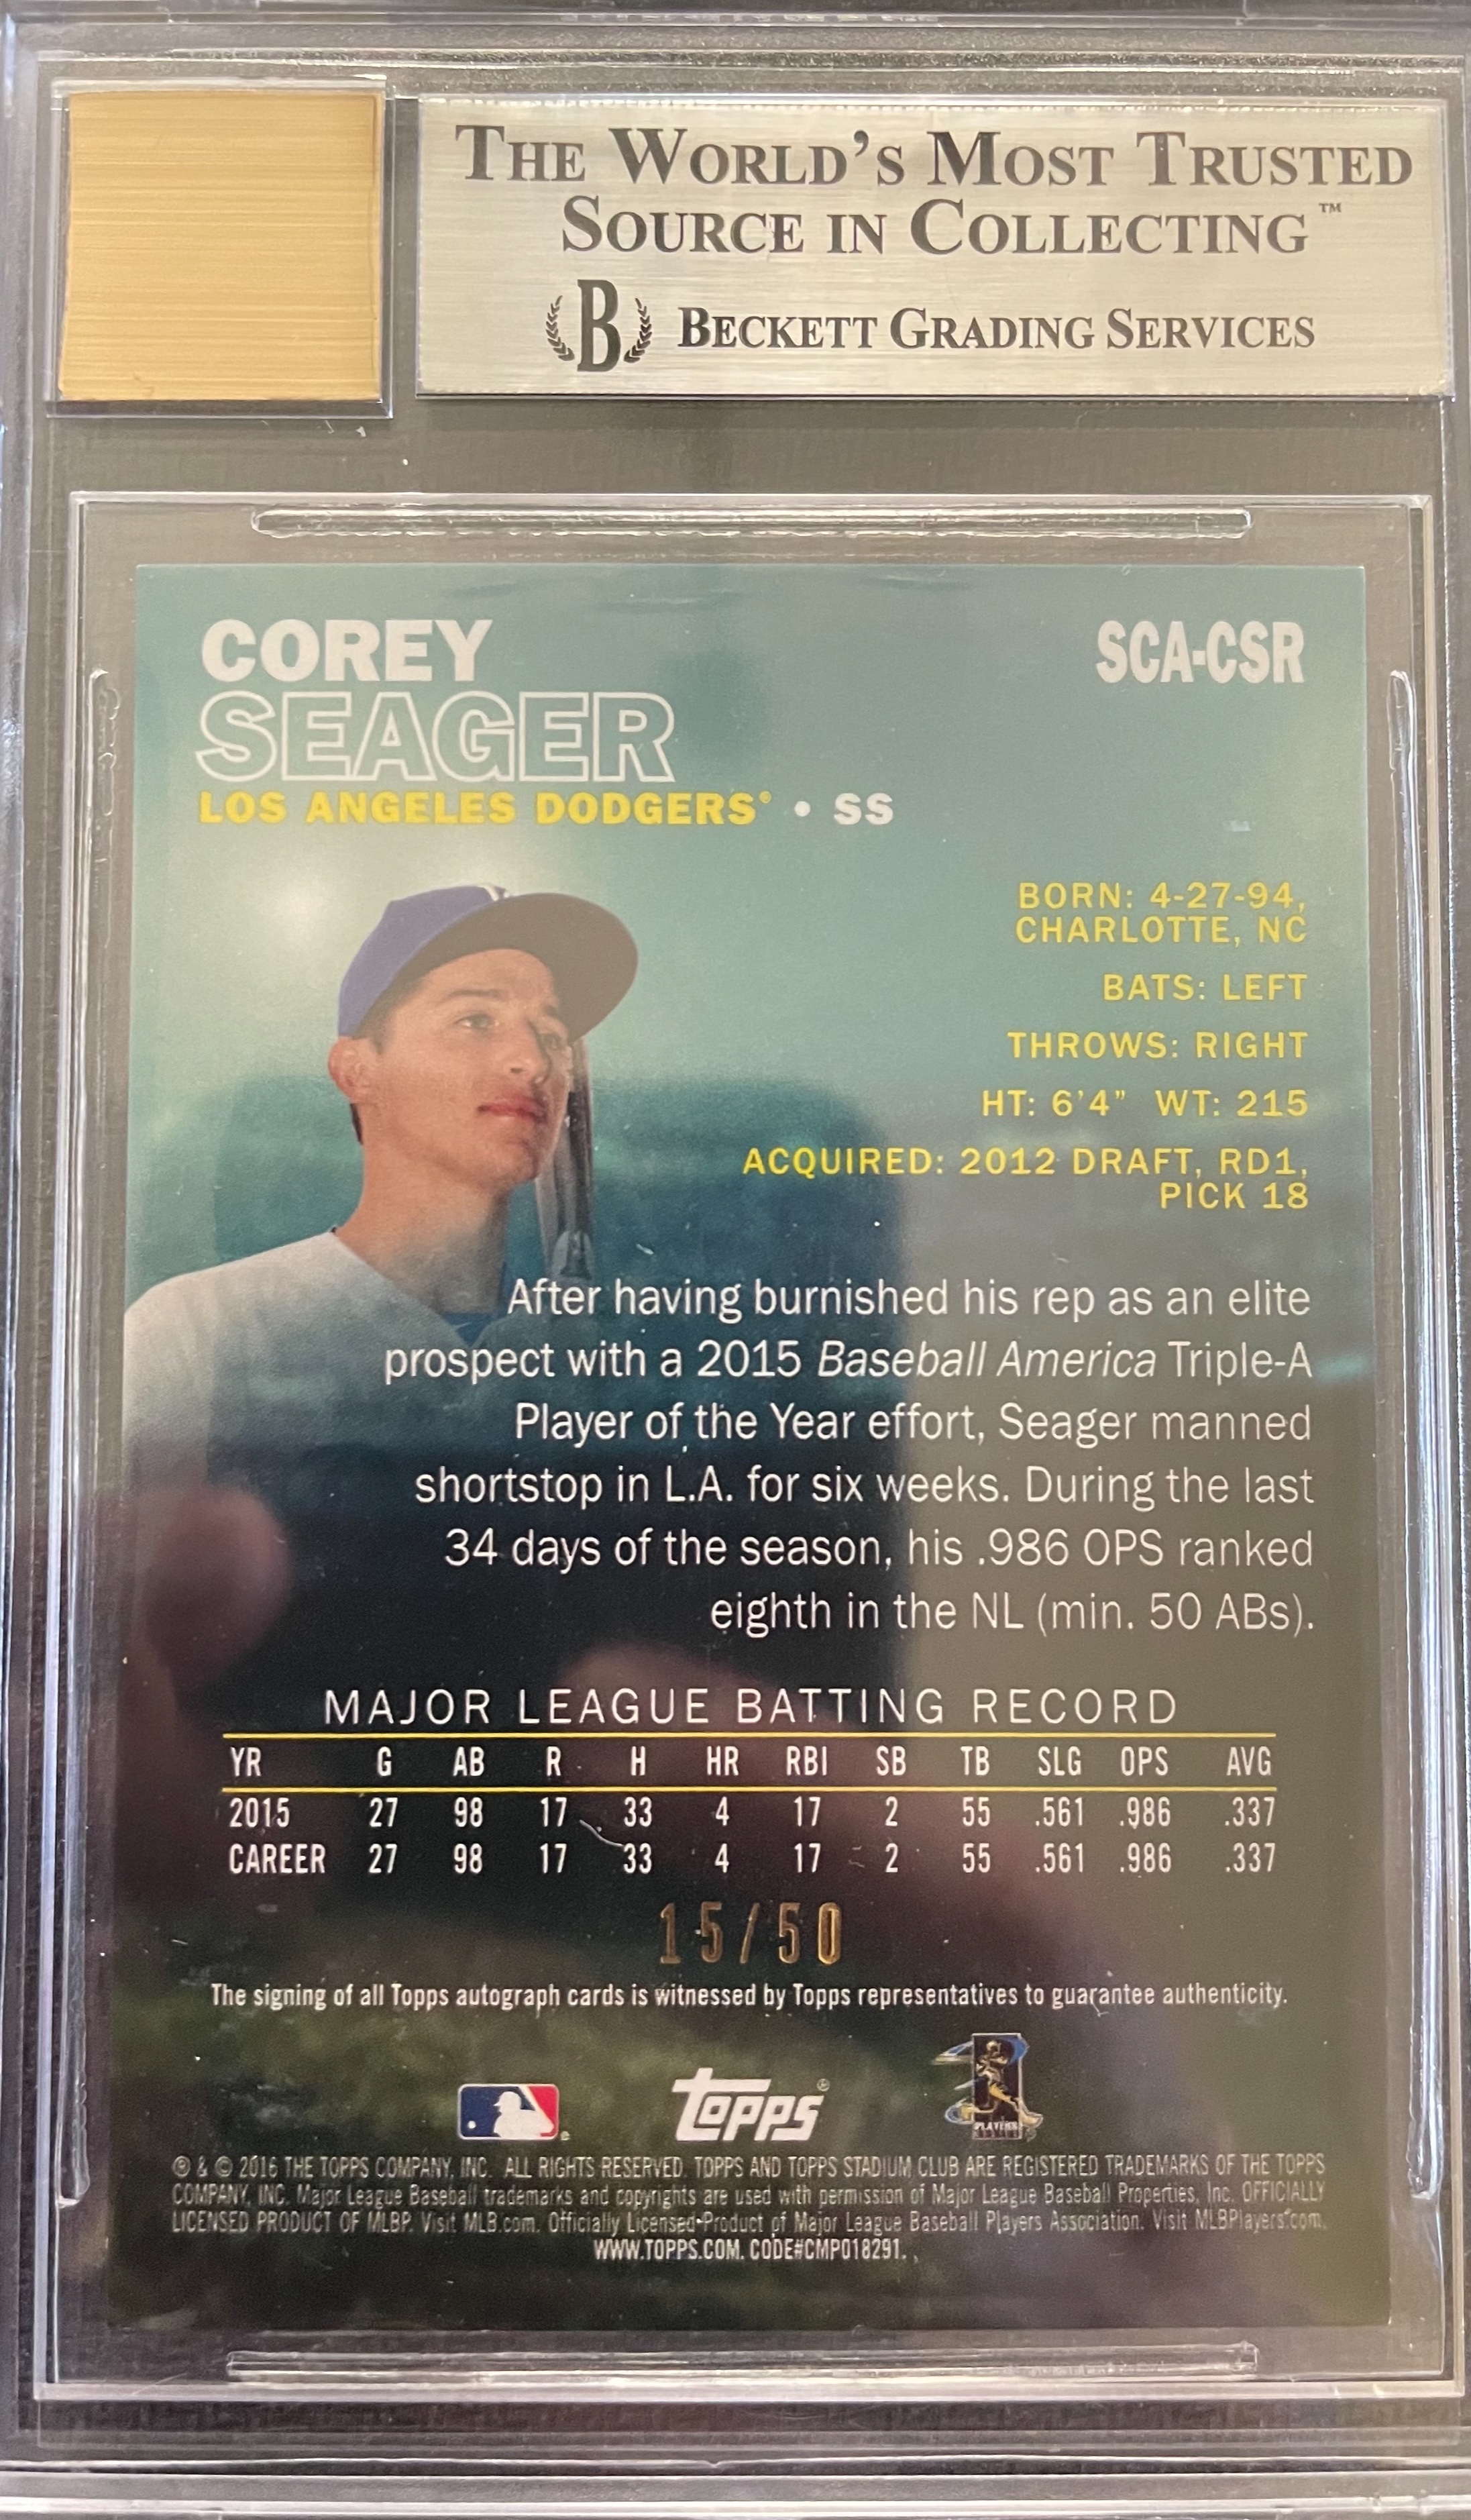 THE WORLD'S MOST TRUSTED
SOURCE IN COLLECTING™
B BECKETT GRADING SERVICES
COREY
SEAGER
SCA-CSR
LOS ANGELES DODGERS® • SS
BORN: 4-27-94,
CHARLOTTE, NC
BATS: LEFT
THROWS: RIGHT
HT: 6'4" WT: 215
ACQUIRED: 2012 DRAFT, RD1,
PICK 18
After having burnished his rep as an elite
prospect with a 2015 Baseball America Triple-A
Player of the Year effort, Seager manned
shortstop in L.A. for six weeks. During the last
34 days of the season, his .986 OPS ranked
eighth in the NL (min. 50 ABs).
MAJOR LEAGUE BATTING RECORD
YR G AB R H HR RBI SB TB SLG OPS AVG
2015 27 98 17 33 4 17 2 55 .561 .986 .337
CAREER 27 98 17 33 4 17 2 55 .561 .986 .337
15/50
The signing of all Topps autograph cards is witnessed by Topps representatives to guarantee authenticity.
topps®
PLAYERS
® & © 2016 THE TOPPS COMPANY, INC. ALL RIGHTS RESERVED. TOPPS AND TOPPS STADIUM CLUB ARE REGISTERED TRADEMARKS OF THE TOPPS
COMPANY, INC. Major League Baseball trademarks and copyrights are used with permission of Major League Baseball Properties, Inc. OFFICIALLY
LICENSED PRODUCT OF MLBP. Visit MLB.com. Officially Licensed Product of Major League Baseball Players Association. Visit MLBPlayers.com.
WWW.TOPPS.COM. CODE#CMP018291.